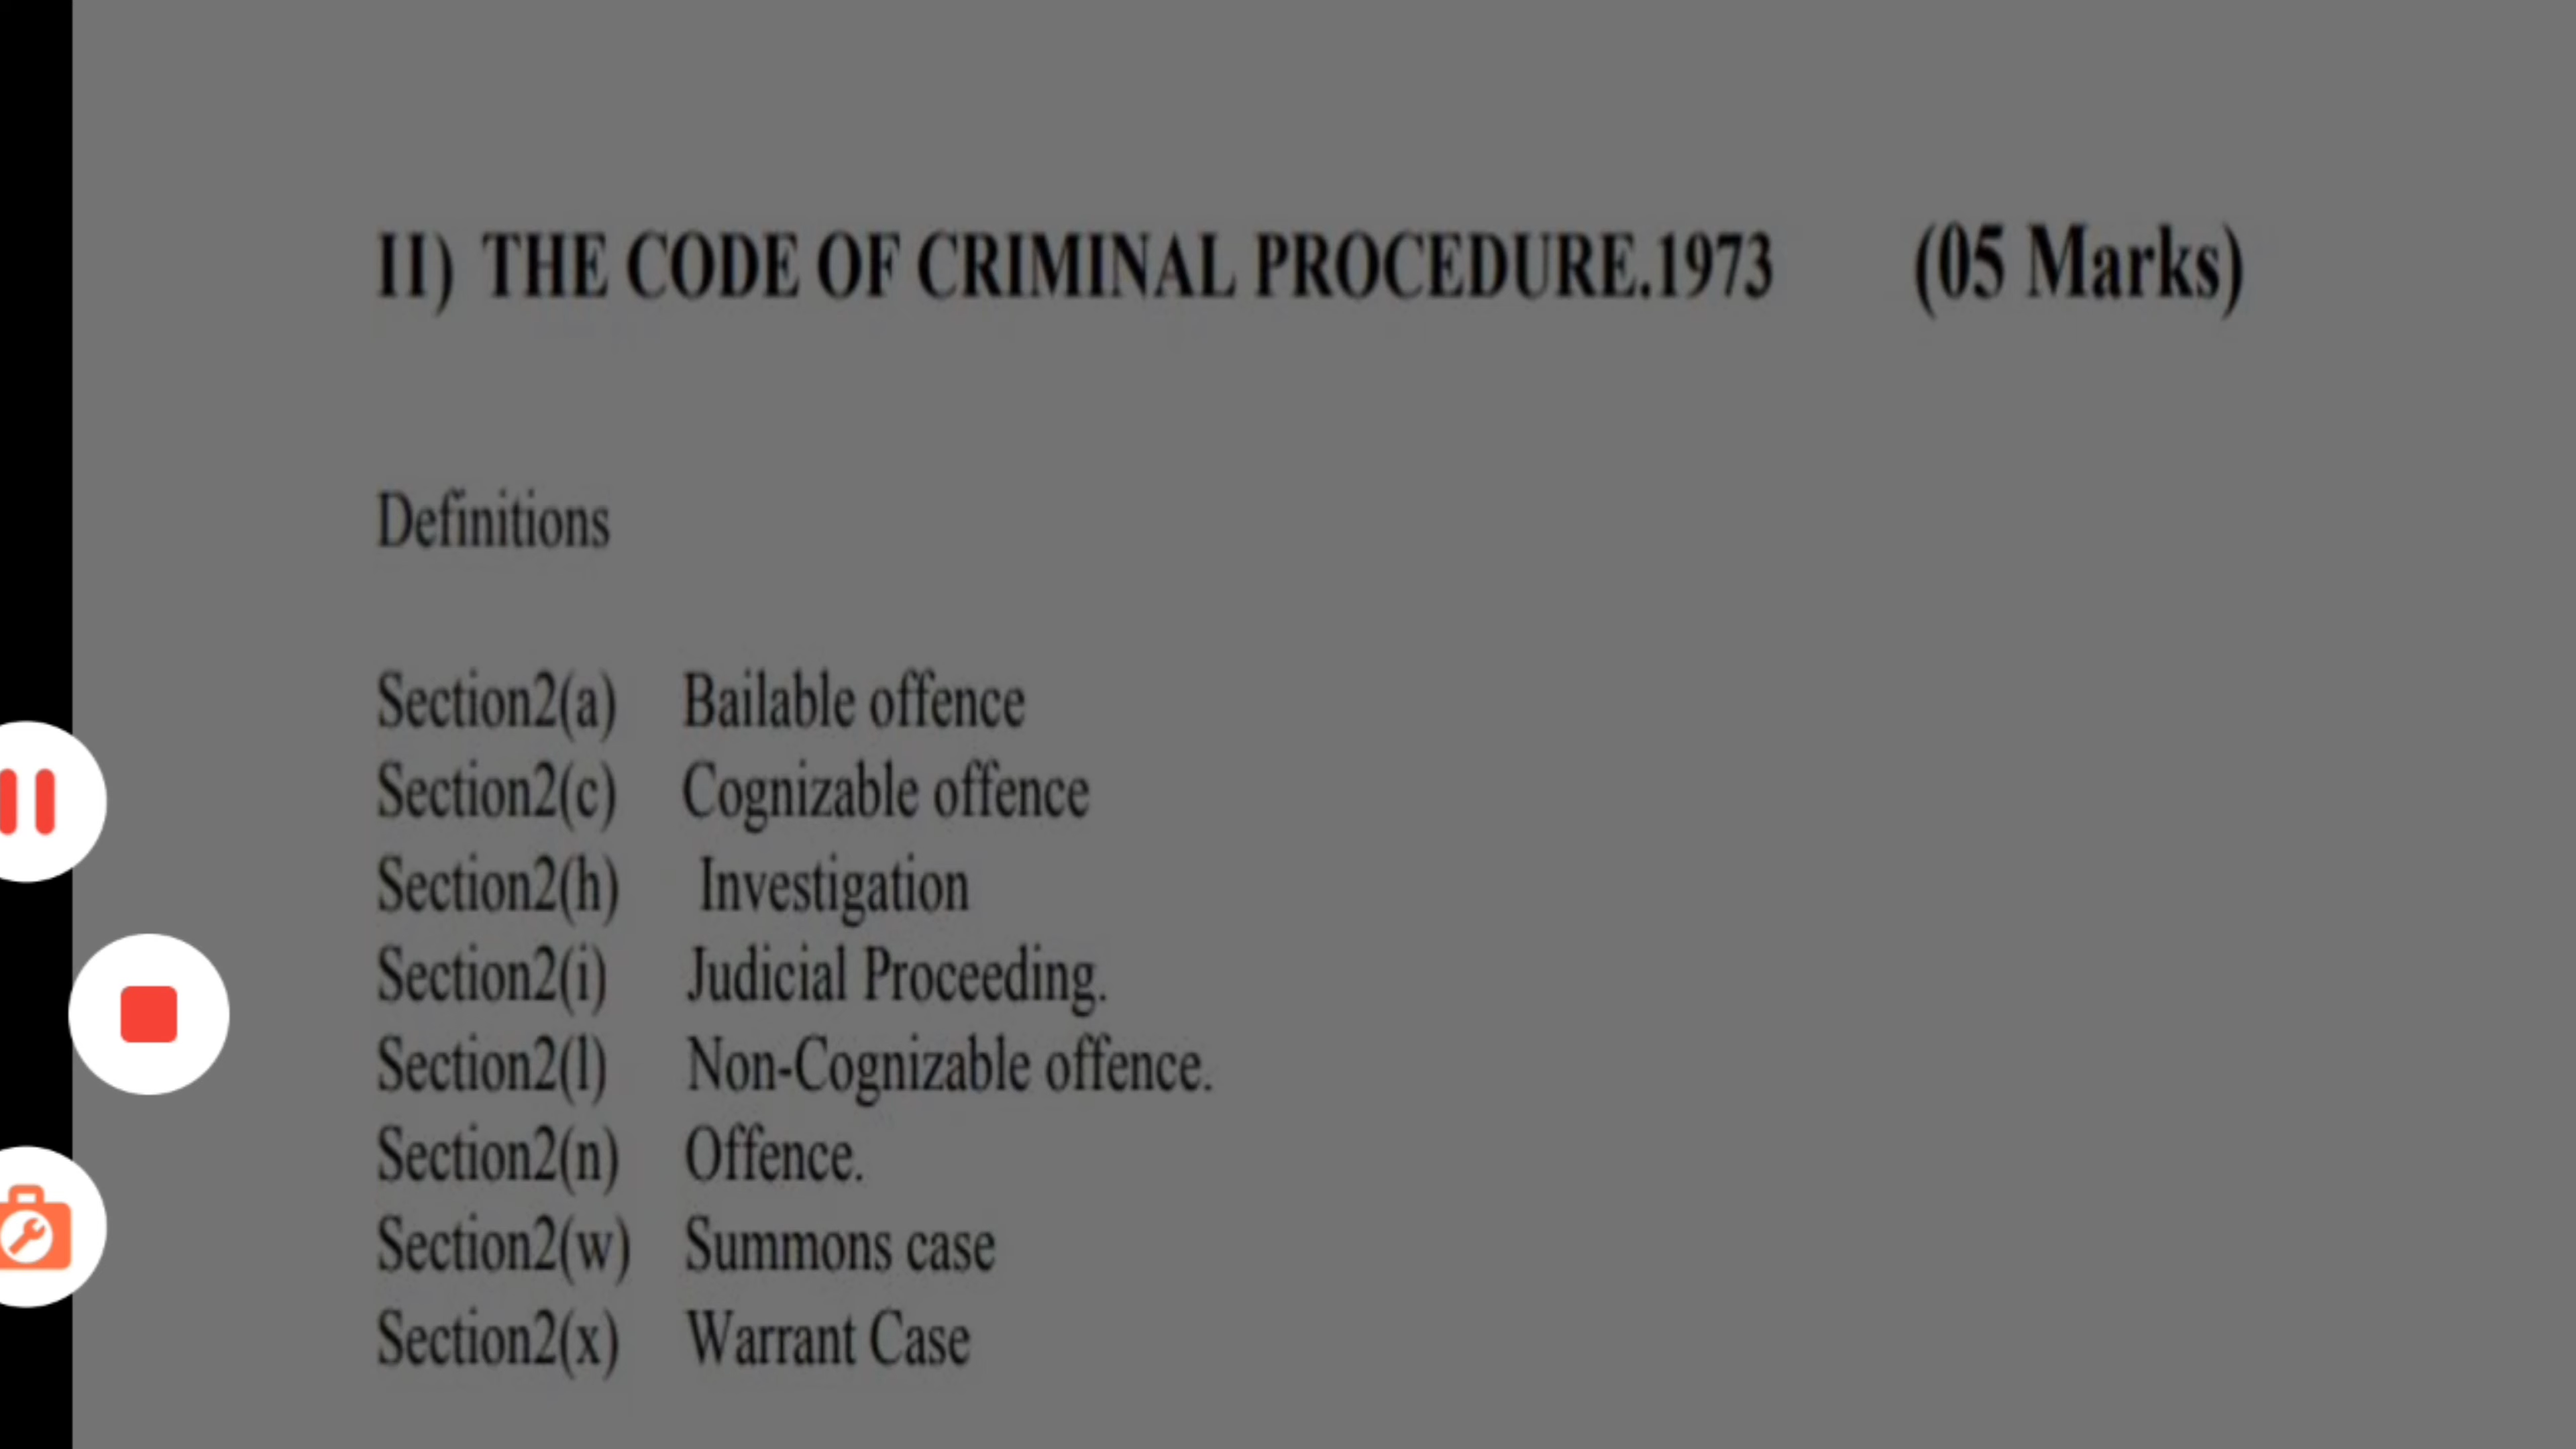 II) THE CODE OF CRIMINAL PROCEDURE.1973 (05 Marks)
Definitions
Section2(a) Bailable offence
Section2(c) Cognizable offence
Section2(h) Investigation
Section2(i) Judicial Proceeding.
Section2(l) Non-Cognizable offence.
Section2(n) Offence.
Section2(w) Summons case
Section2(x) Warrant Case